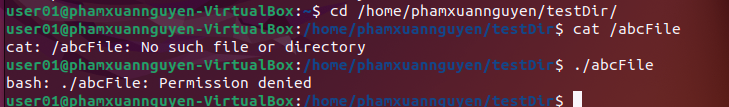 user01@phamxuannguyen-VirtualBox:~$ cd /home/phamxuannguyen/testDir/
user01@phamxuannguyen-VirtualBox:/home/phamxuannguyen/testDir$ cat /abcFile
cat: /abcFile: No such file or directory
user01@phamxuannguyen-VirtualBox:/home/phamxuannguyen/testDir$ ./abcFile
bash: ./abcFile: Permission denied
user01@phamxuannguyen-VirtualBox:/home/phamxuannguyen/testDir$